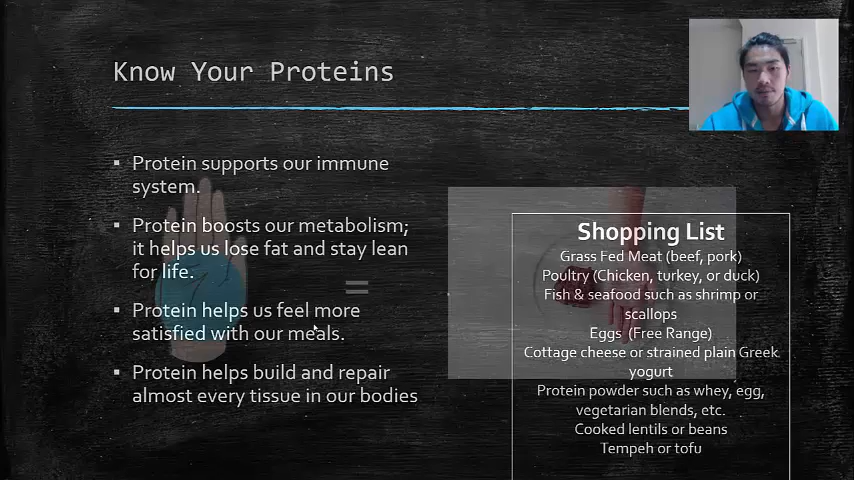 Know Your Proteins
▪ Protein supports our immune
system.
▪ Protein boosts our metabolism;
it helps us lose fat and stay lean
for life.
▪ Protein helps us feel more
satisfied with our meals.
▪ Protein helps build and repair
almost every tissue in our bodies
=
Shopping List
Grass Fed Meat (beef, pork)
Poultry (Chicken, turkey, or duck)
Fish & seafood such as shrimp or
scallops
Eggs (Free Range)
Cottage cheese or strained plain Greek
yogurt
Protein powder such as whey, egg,
vegetarian blends, etc.
Cooked lentils or beans
Tempeh or tofu